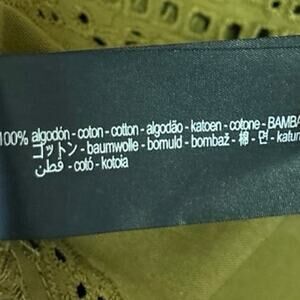 100% algodón - coton - cotton - algodão - katoen - cotone - BAMBA
コットン - baumwolle - bomuld - bombaž - 棉 - 면 - katun
قطن - cotó - kotoia